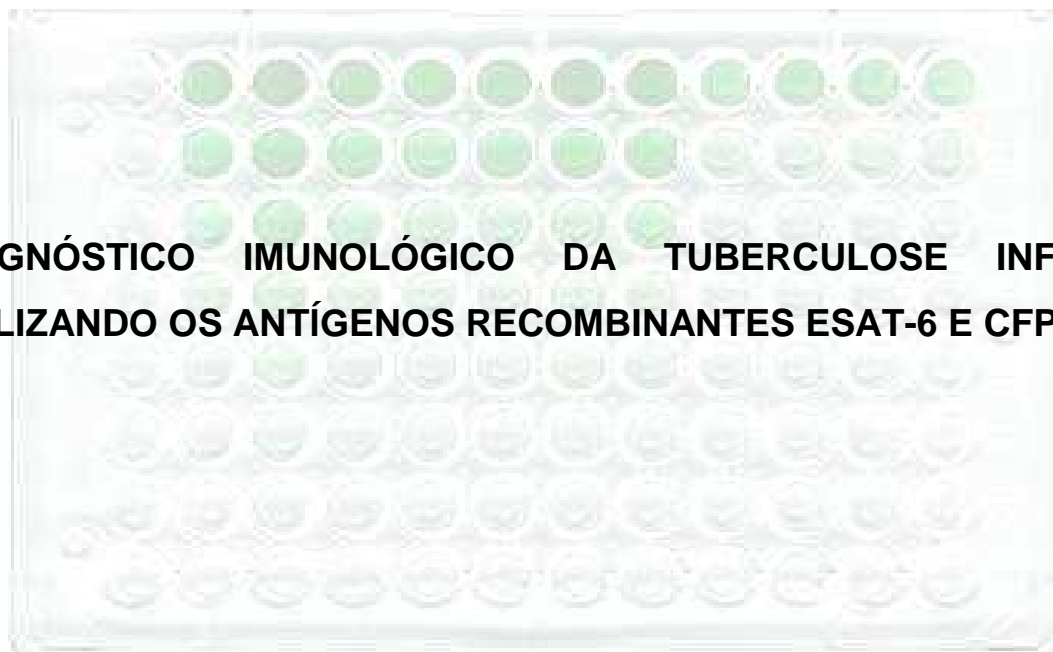 GNÓSTICO IMUNOLÓGICO DA TUBERCULOSE INF
LIZANDO OS ANTÍGENOS RECOMBINANTES ESAT-6 E CFP